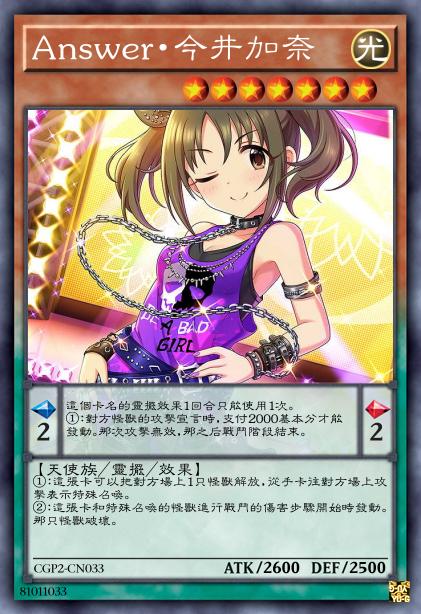 Answer・今井加奈
光
DE A BAD
GIRL
這個卡名的靈擺效果1回合只能使用1次。
①：對方怪獸的攻擊宣言時，支付2000基本分才能
發動。那次攻擊無效，那之后戰鬥階段結束。
2
2
【天使族／靈擺／效果】
①：這張卡可以把對方場上1只怪獸解放，從手卡往對方場上攻
擊表示特殊召喚。
②：這張卡和特殊召喚的怪獸進行戰鬥的傷害步驟開始時發動。
那只怪獸破壞。
CGP2-CN033
ATK/2600 DEF/2500
81011033